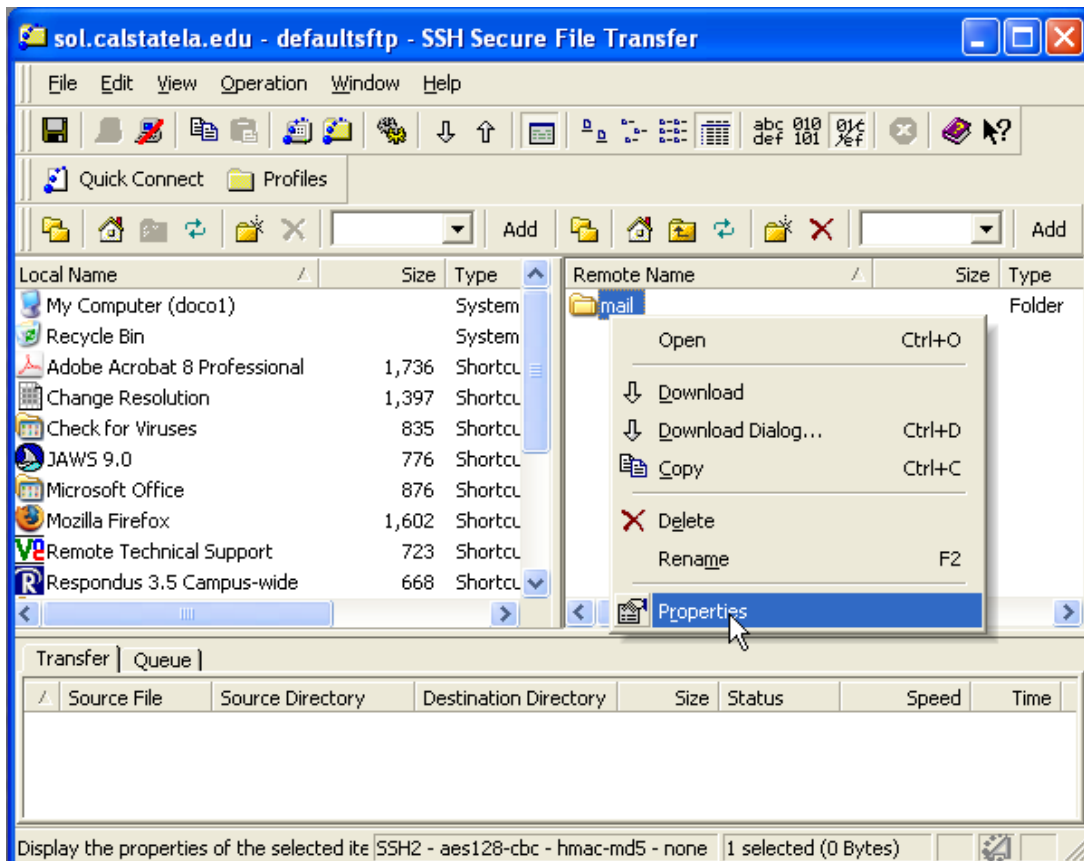 sol.calstatela.edu - defaultsftp - SSH Secure File Transfer
File Edit View Operation Window Help
abc def 010 101
Quick Connect Profiles
Add Add
Local Name Size Type
My Computer (doco1) System
Recycle Bin System
Adobe Acrobat 8 Professional 1,736 Shortcu
Change Resolution 1,397 Shortcu
Check for Viruses 835 Shortcu
JAWS 9.0 776 Shortcu
Microsoft Office 876 Shortcu
Mozilla Firefox 1,602 Shortcu
Remote Technical Support 723 Shortcu
Respondus 3.5 Campus-wide 668 Shortcu
Remote Name Size Type
mail Folder
Open Ctrl+O
Download
Download Dialog... Ctrl+D
Copy Ctrl+C
Delete
Rename F2
Properties
Transfer Queue
Source File Source Directory Destination Directory Size Status Speed Time
Display the properties of the selected ite SSH2 - aes128-cbc - hmac-md5 - none 1 selected (0 Bytes)